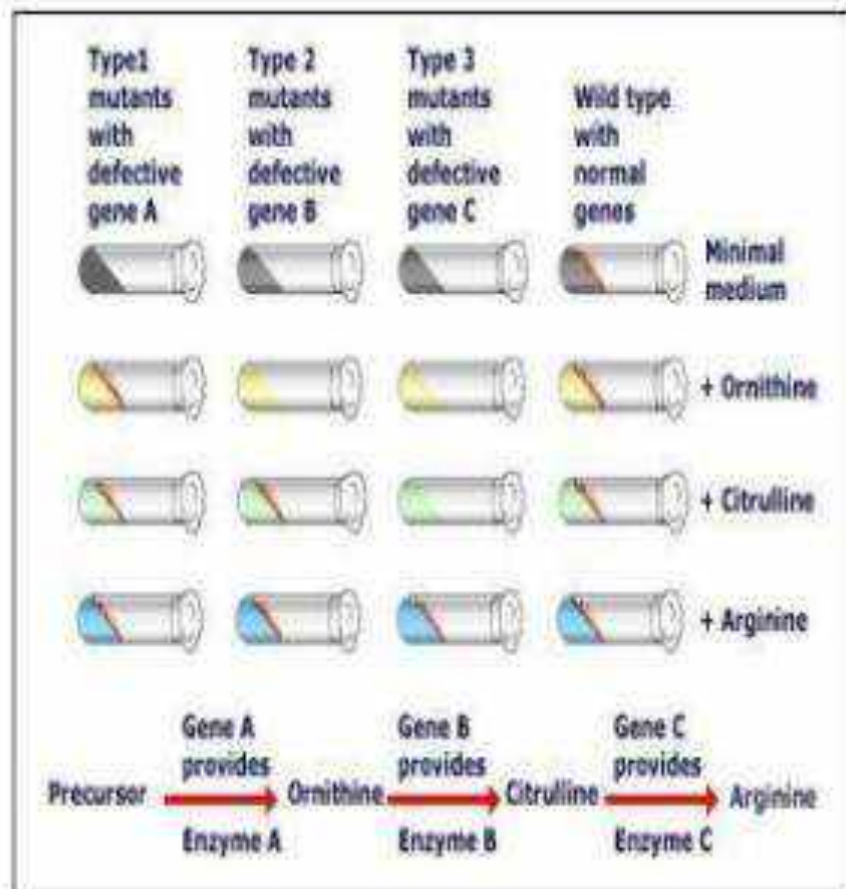 Type1
mutants
with
defective
gene A
Type 2
mutants
with
defective
gene B
Type 3
mutants
with
defective
gene C
Wild type
with
normal
genes
Minimal
medium
+ Ornithine
+ Citrulline
+ Arginine
Gene A
provides
Gene B
provides
Gene C
provides
Precursor
Ornithine
Citrulline
Arginine
Enzyme A
Enzyme B
Enzyme C